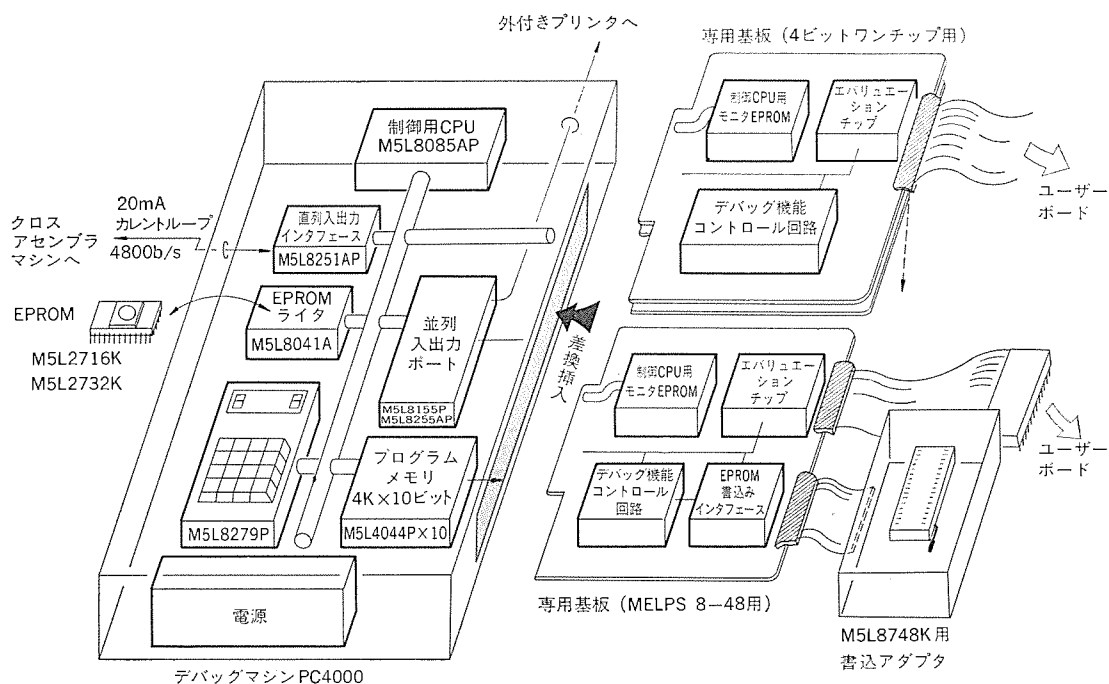 外付きプリンタへ
専用基板(4ビットワンチップ用)
制御用CPU
M5L8085AP
制御CPU用
モニタEPROM
エバリュエー
ション
チップ
デバッグ機能
コントロール回路
ユーザー
ボード
クロス
アセンブラ
マシンへ
20mA
カレントループ
4800b/s
直列入出力
インタフェース
M5L8251AP
EPROM
M5L2716K
M5L2732K
EPROM
ライタ
M5L8041A
並列
入出力
ポート
M5L8155P
M5L8255AP
差換挿入
M5L8279P
プログラム
メモリ
4K×10ビット
M5L4044P×10
電源
デバッグマシンPC4000
制御CPU用
モニタEPROM
エバリュエー
ション
チップ
デバッグ機能
コントロール
回路
EPROM
書込み
インタフェース
専用基板(MELPS 8-48用)
ユーザー
ボード
M5L8748K用
書込アダプタ